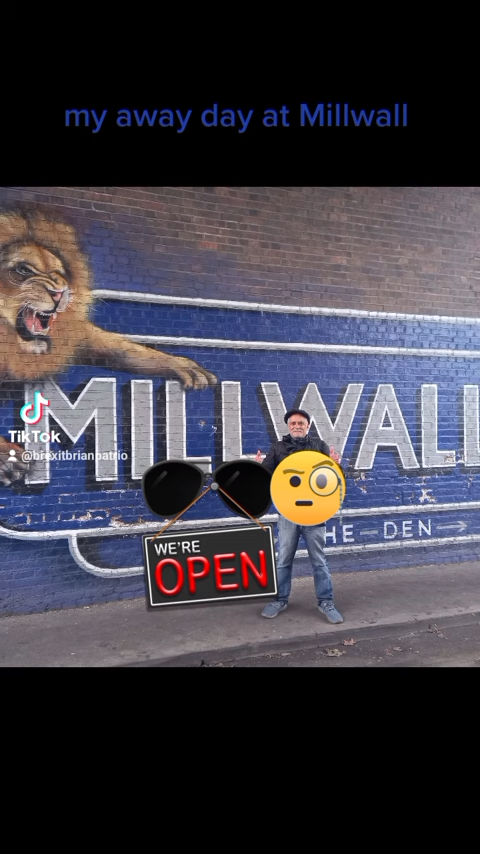 my away day at Millwall
MILLWALL
TikTok
@brexitbrianpatrio
THE DEN
WE'RE
OPEN